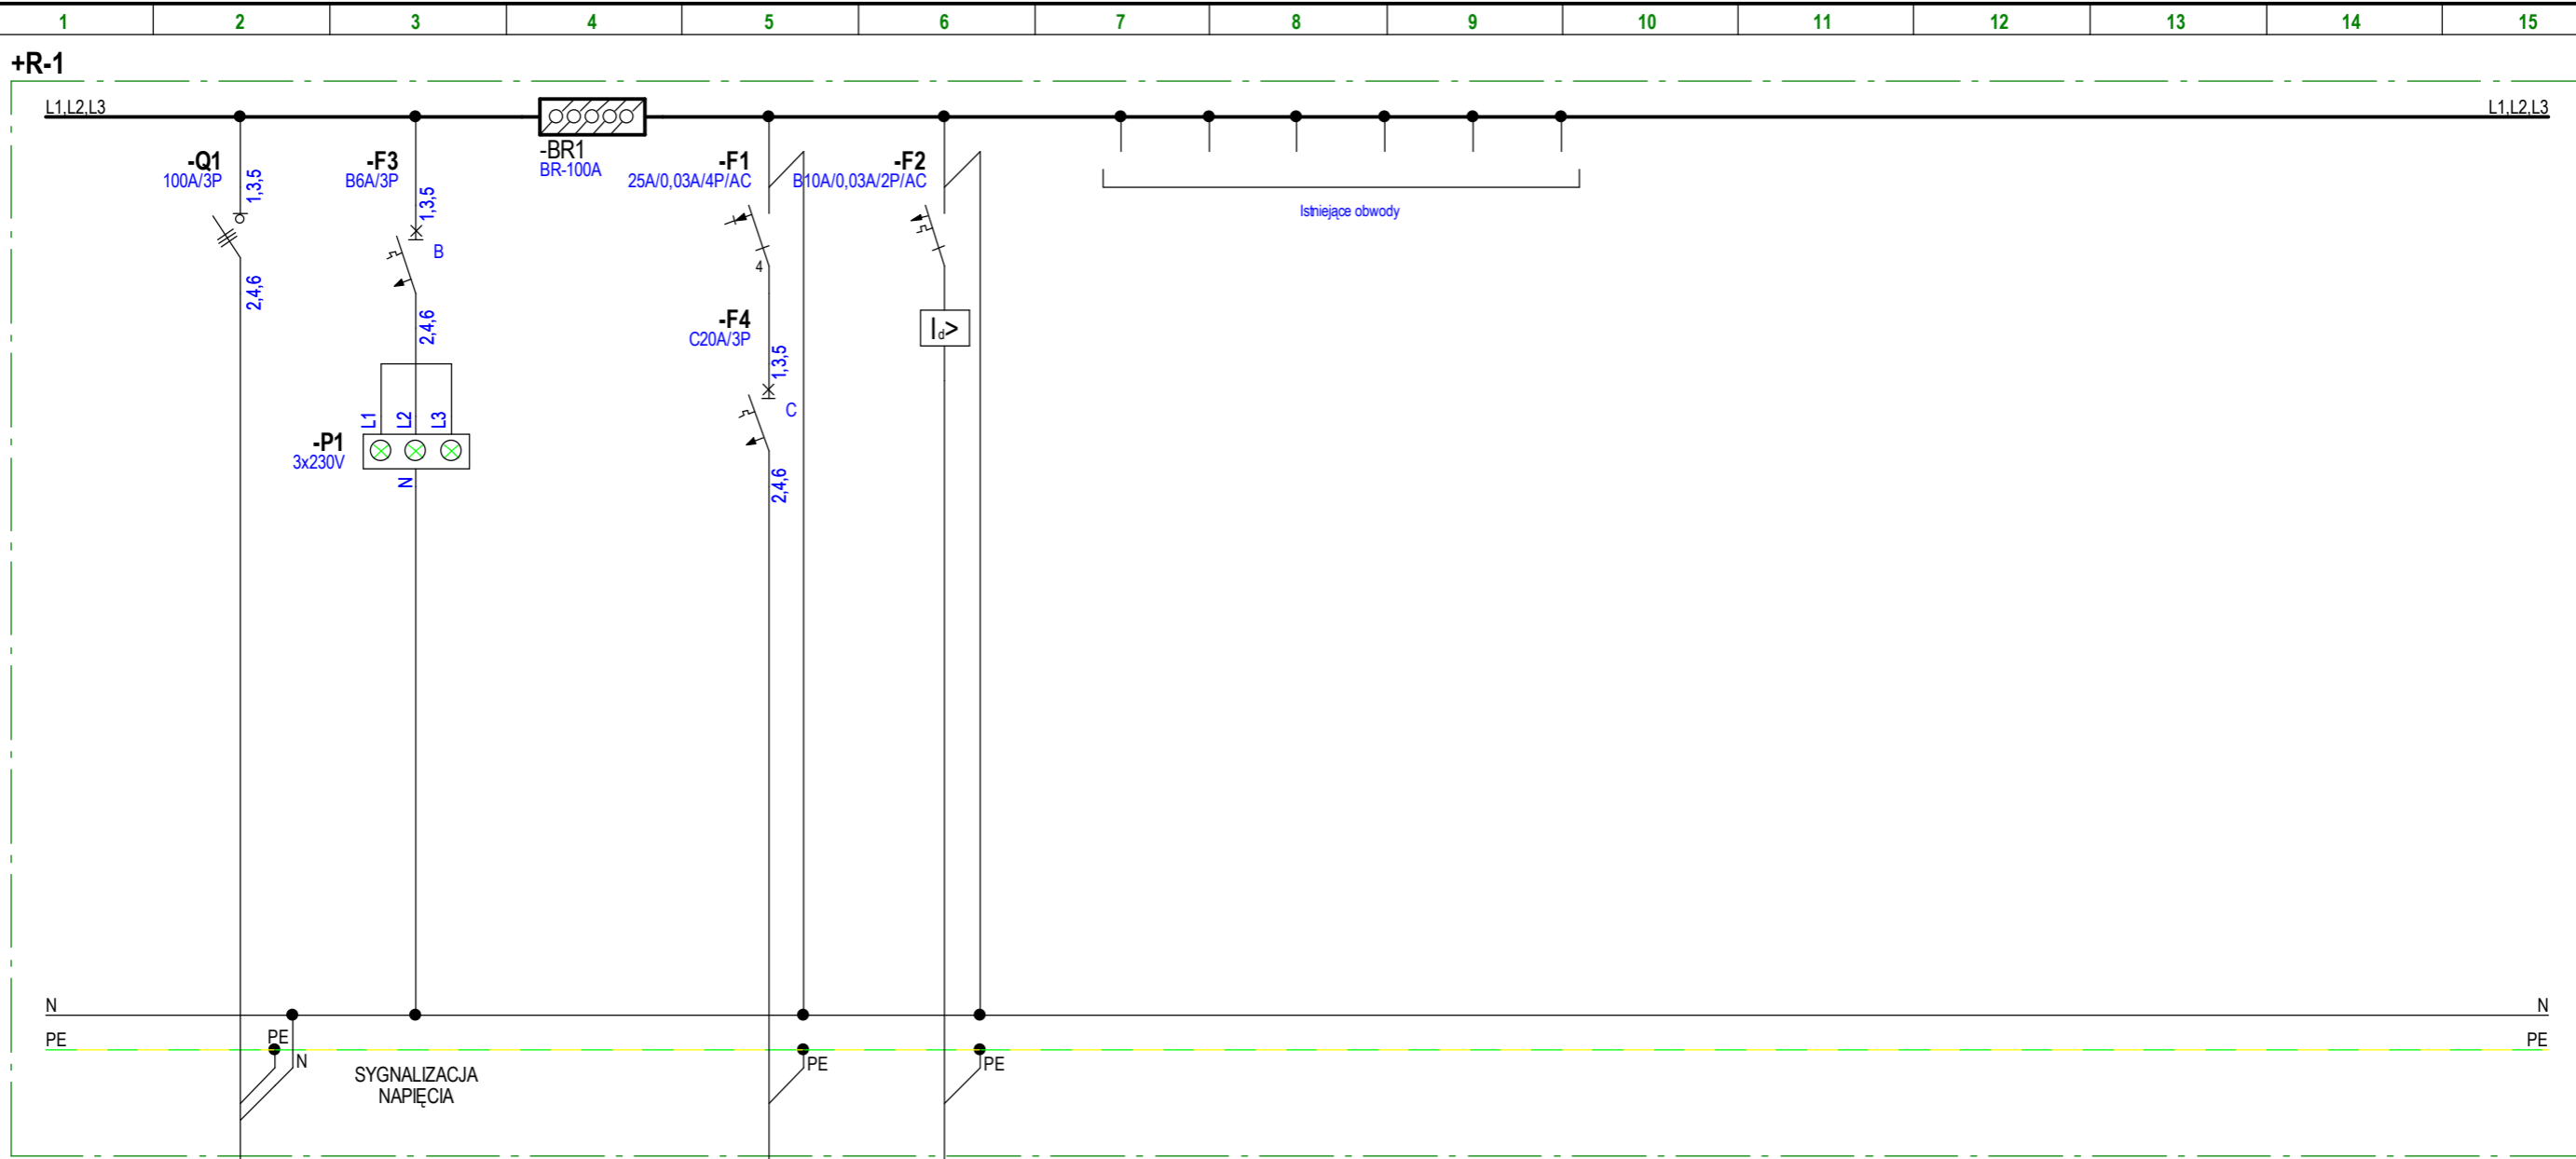 1 2 3 4 5 6 7 8 9 10 11 12 13 14 15
+R-1
L1,L2,L3
L1,L2,L3
-Q1
100A/3P
1,3,5
2,4,6
-F3
B6A/3P
1,3,5
B
2,4,6
L1 L2 L3
-P1
3x230V
N
-BR1
BR-100A
-F1
25A/0,03A/4P/AC
4
-F4
C20A/3P
1,3,5
C
2,4,6
-F2
B10A/0,03A/2P/AC
Id>
Istniejące obwody
N
N
PE
PE
PE
N
SYGNALIZACJA
NAPIĘCIA
PE
PE